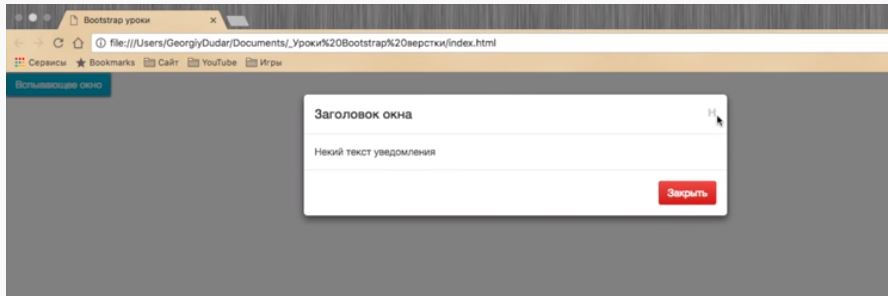 Bootstrap уроки
file:///Users/GeorgiyDudar/Documents/_Уроки%20Bootstrap%20верстки/index.html
Сервисы Bookmarks Сайт YouTube Игры
Всплывающее окно
Заголовок окна H
Некий текст уведомления
Закрыть